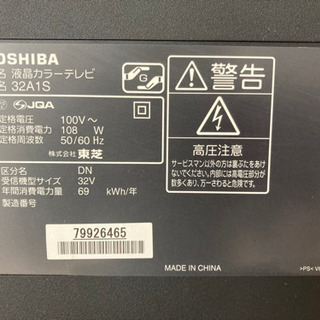 OSHIBA
名 液晶カラーテレビ
名 32A1S
JQA
定格電圧 100V～
定格消費電力 108 W
定格周波数 50/60 Hz
株式会社 東芝
区分名 DN
受信機型サイズ 32V
年間消費電力量 69 kWh/年
製造番号
79926465
警告
高圧注意
サービスマン以外の方は裏ぶたをあけ
ないでください。内部には高電圧部分が
数多くあり、万一さわると危険です。
MADE IN CHINA
>PS<